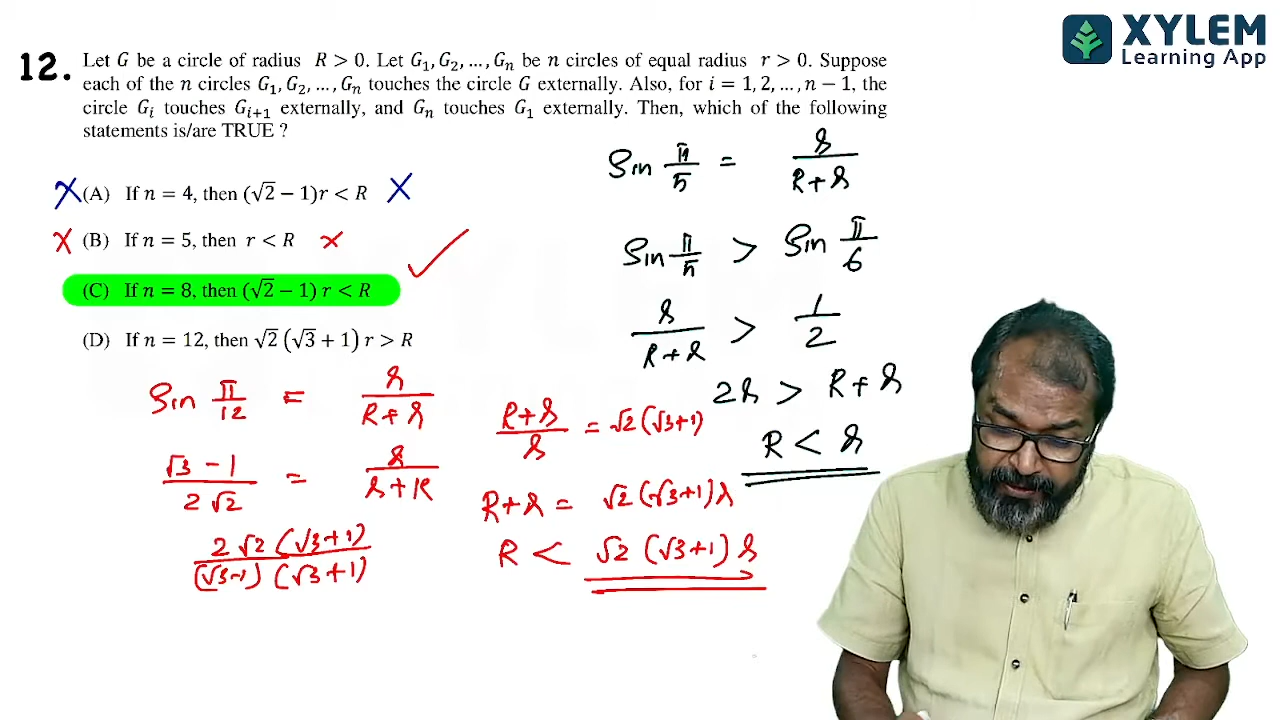 XYLEM
Learning App
12. Let G be a circle of radius R > 0. Let G₁, G₂, …, Gₙ be n circles of equal radius r > 0. Suppose
each of the n circles G₁, G₂, …, Gₙ touches the circle G externally. Also, for i = 1, 2, …, n − 1, the
circle Gᵢ touches Gᵢ₊₁ externally, and Gₙ touches G₁ externally. Then, which of the following
statements is/are TRUE ?
X (A) If n = 4, then (√2 − 1)r < R X
X (B) If n = 5, then r < R X
(C) If n = 8, then (√2 − 1) r < R ✓
(D) If n = 12, then √2 (√3 + 1) r > R
Sin π/5 = r/(R+r)
Sin π/5 > Sin π/6
r/(R+r) > 1/2
2r > R+r
R < r
Sin π/12 = r/(R+r)
(√3 − 1)/(2√2) = r/(r+R)
2√2 (√3+1)/(√3−1) (√3+1)
(R+r)/r = √2 (√3+1)
R+r = √2 (√3+1) r
R < √2 (√3+1) r